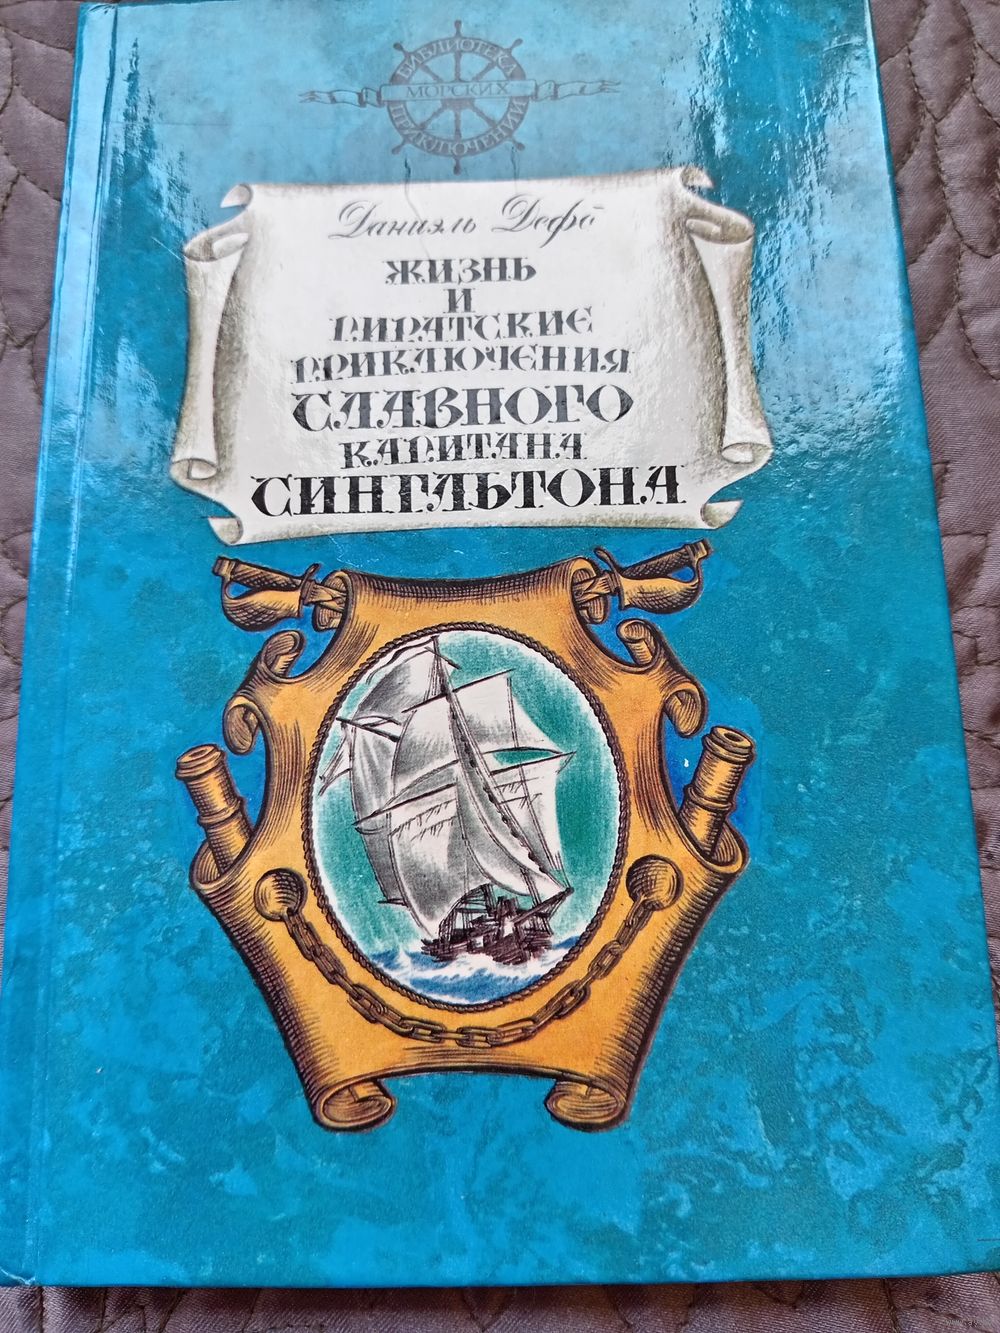 БИБЛИОТЕКА
МОРСКИХ
ПРИКЛЮЧЕНИЙ
Даниэль Дефо
ЖИЗНЬ
И
ПИРАТСКИЕ
ПРИКЛЮЧЕНИЯ
СЛАВНОГО
КАПИТАНА
СИНГЛЬТОНА